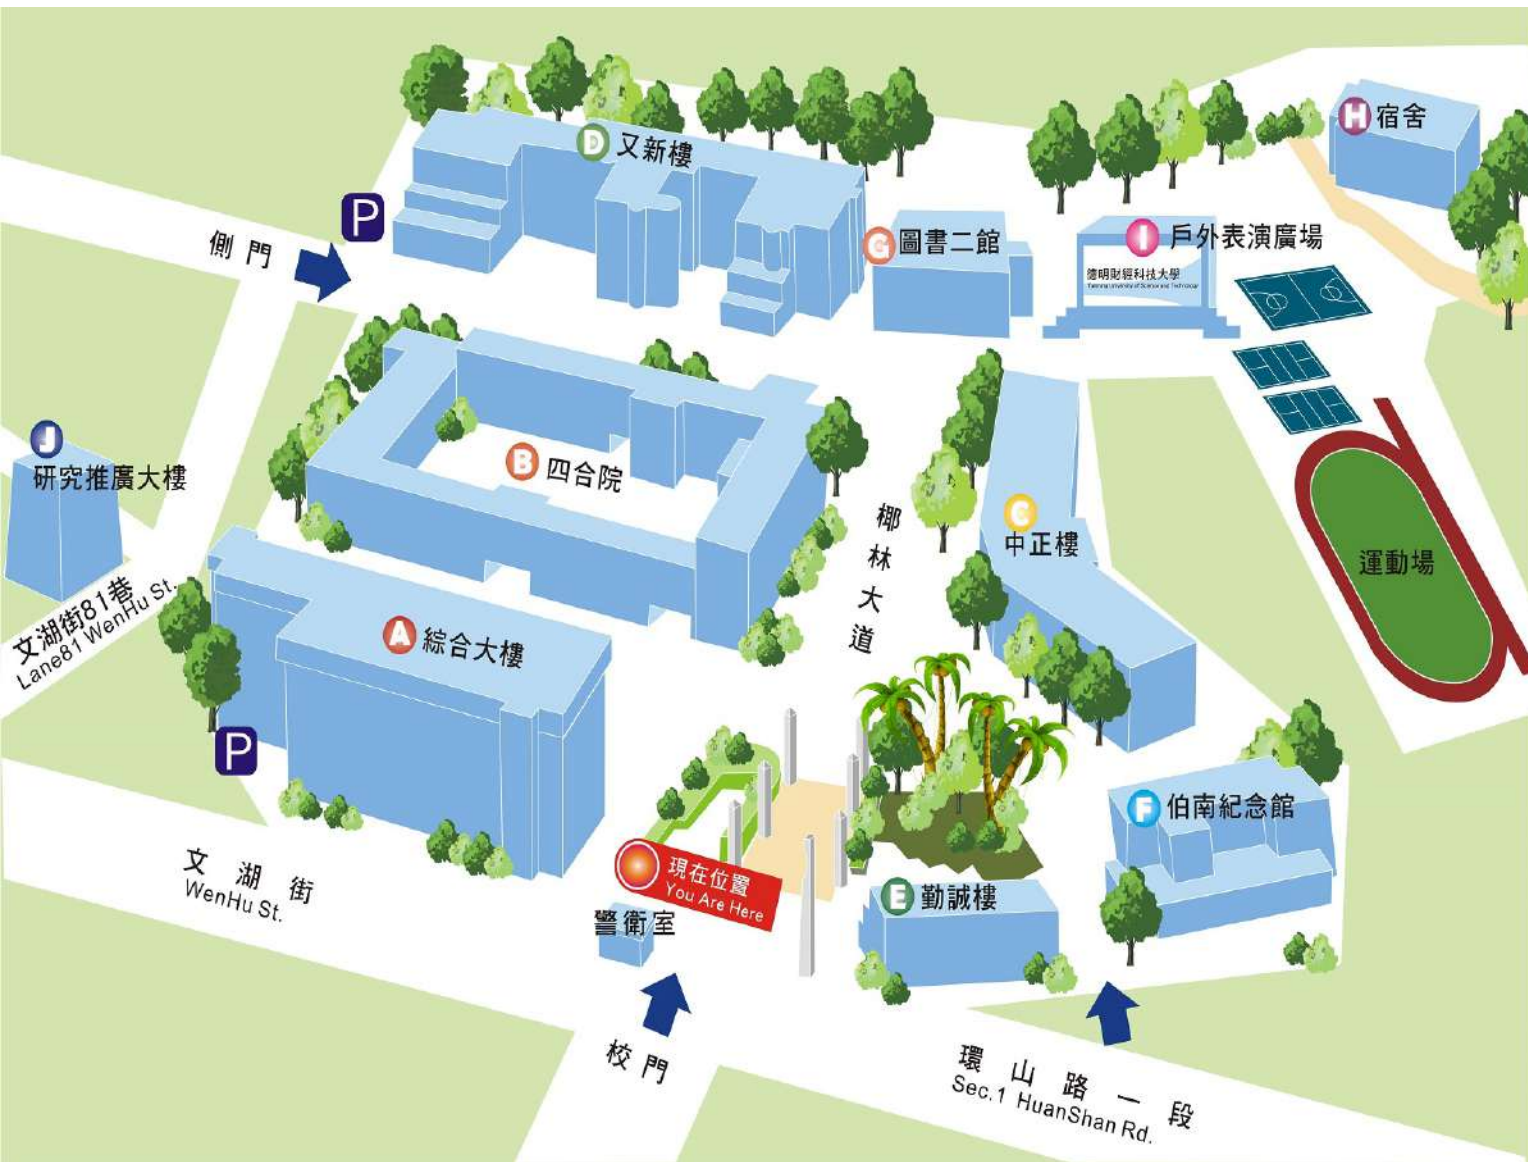 D 又新樓
H 宿舍
P
側門
G 圖書二館
I 戶外表演廣場
德明財經科技大學
J
研究推廣大樓
B 四合院
C
中正樓
椰林大道
運動場
文湖街81巷
Lane81 WenHu St.
A 綜合大樓
P
文湖街
WenHu St.
現在位置
You Are Here
警衛室
E 勤誠樓
F 伯南紀念館
校門
環山路一段
Sec.1 HuanShan Rd.